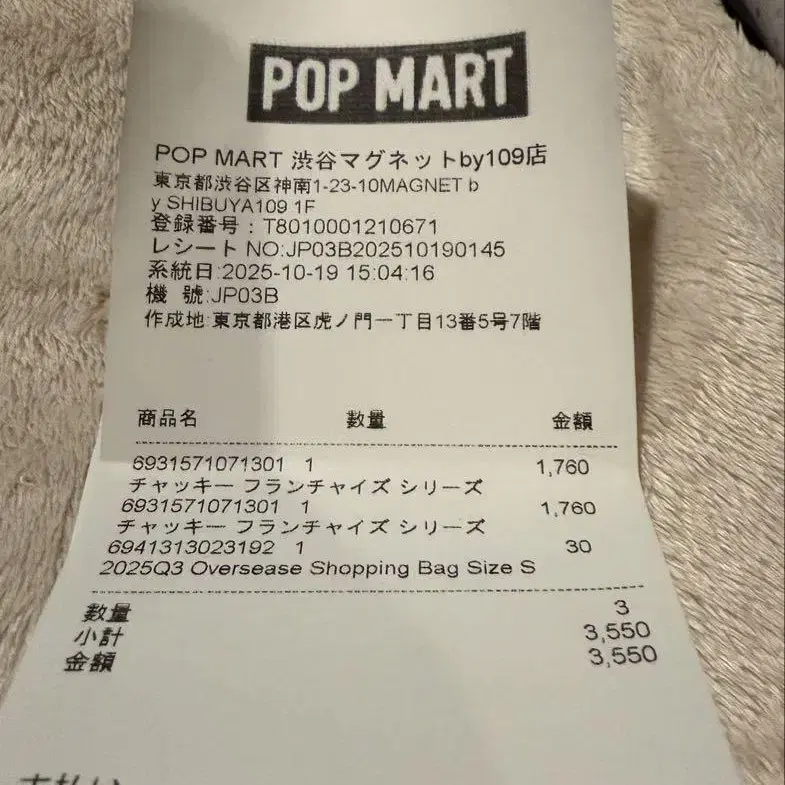 POP MART
POP MART 渋谷マグネットby109店
東京都渋谷区神南1-23-10MAGNET b
y SHIBUYA109 1F
登録番号：T8010001210671
レシート NO:JP03B202510190145
系統日:2025-10-19 15:04:16
機 號:JP03B
作成地:東京都港区虎ノ門一丁目13番5号7階
商品名 数量 金額
6931571071301 1 1,760
チャッキー フランチャイズ シリーズ
6931571071301 1 1,760
チャッキー フランチャイズ シリーズ
6941313023192 1 30
2025Q3 Oversease Shopping Bag Size S
数量 3
小計 3,550
金額 3,550